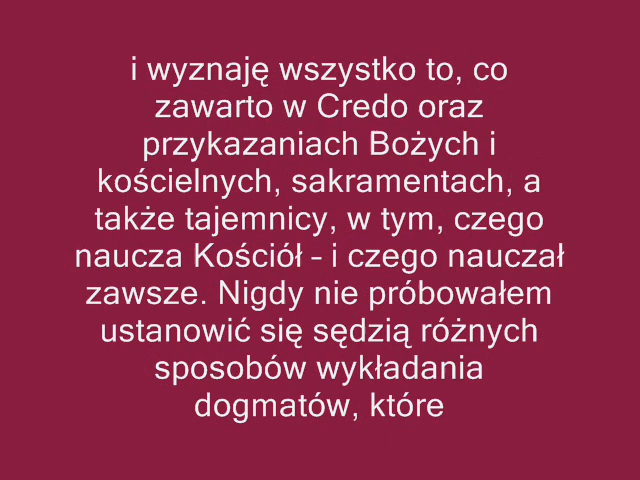 i wyznaję wszystko to, co
zawarto w Credo oraz
przykazaniach Bożych i
kościelnych, sakramentach, a
także tajemnicy, w tym, czego
naucza Kościół – i czego nauczał
zawsze. Nigdy nie próbowałem
ustanowić się sędzią różnych
sposobów wykładania
dogmatów, które